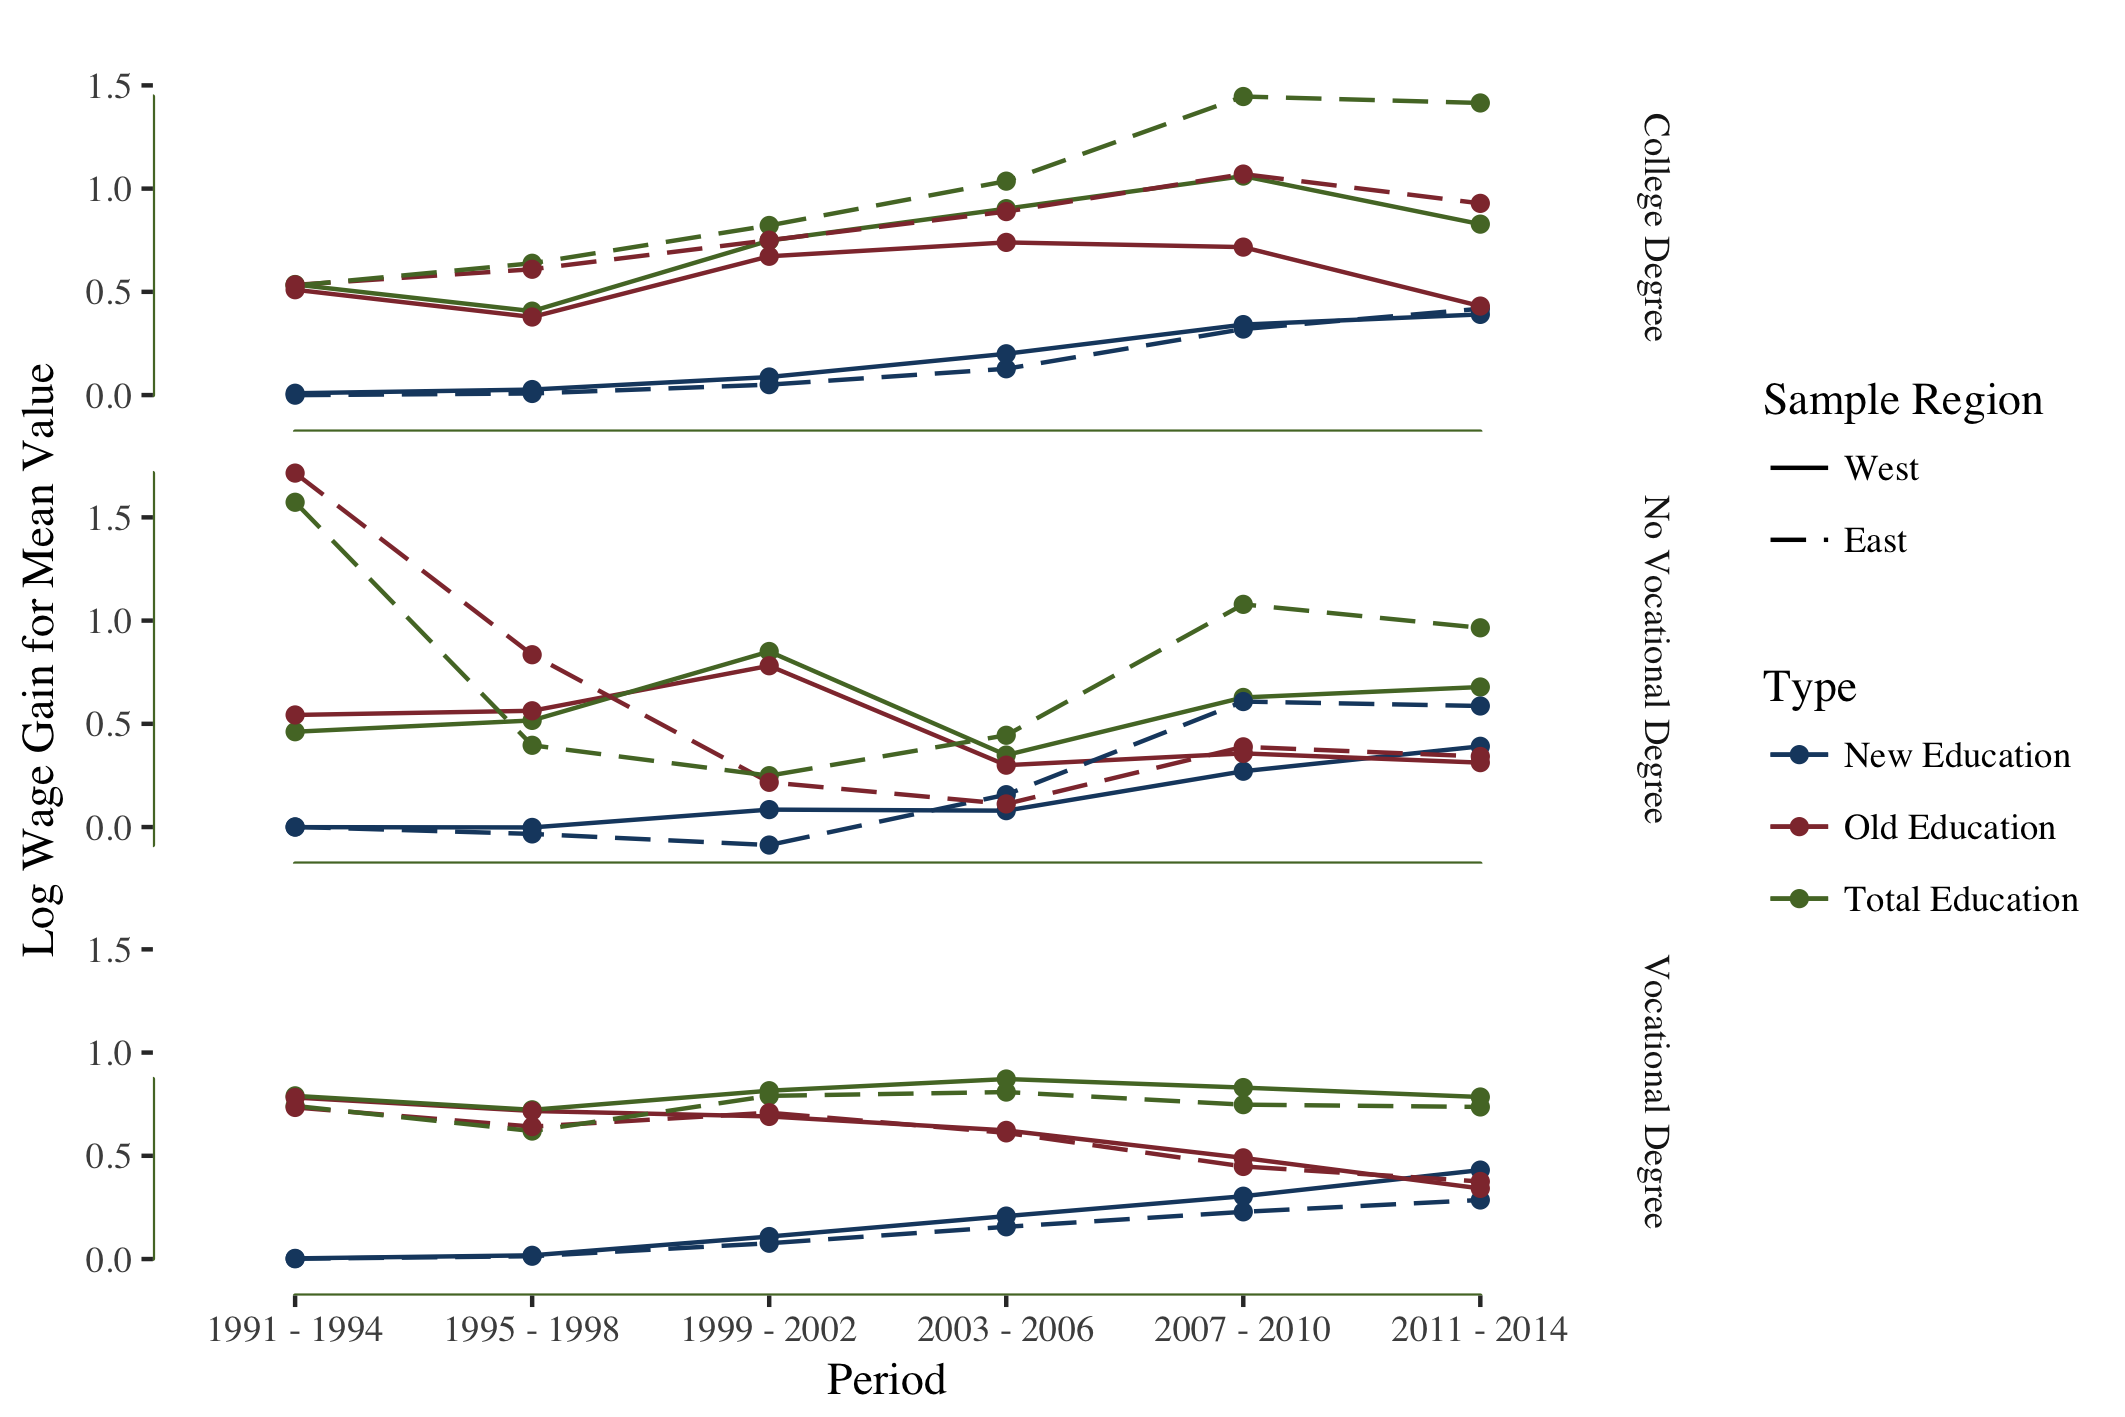 Log Wage Gain for Mean Value
1.5
1.0
0.5
0.0
College Degree
1.5
1.0
0.5
0.0
No Vocational Degree
1.5
1.0
0.5
0.0
Vocational Degree
1991 - 1994
1995 - 1998
1999 - 2002
2003 - 2006
2007 - 2010
2011 - 2014
Period
Sample Region
West
East
Type
New Education
Old Education
Total Education